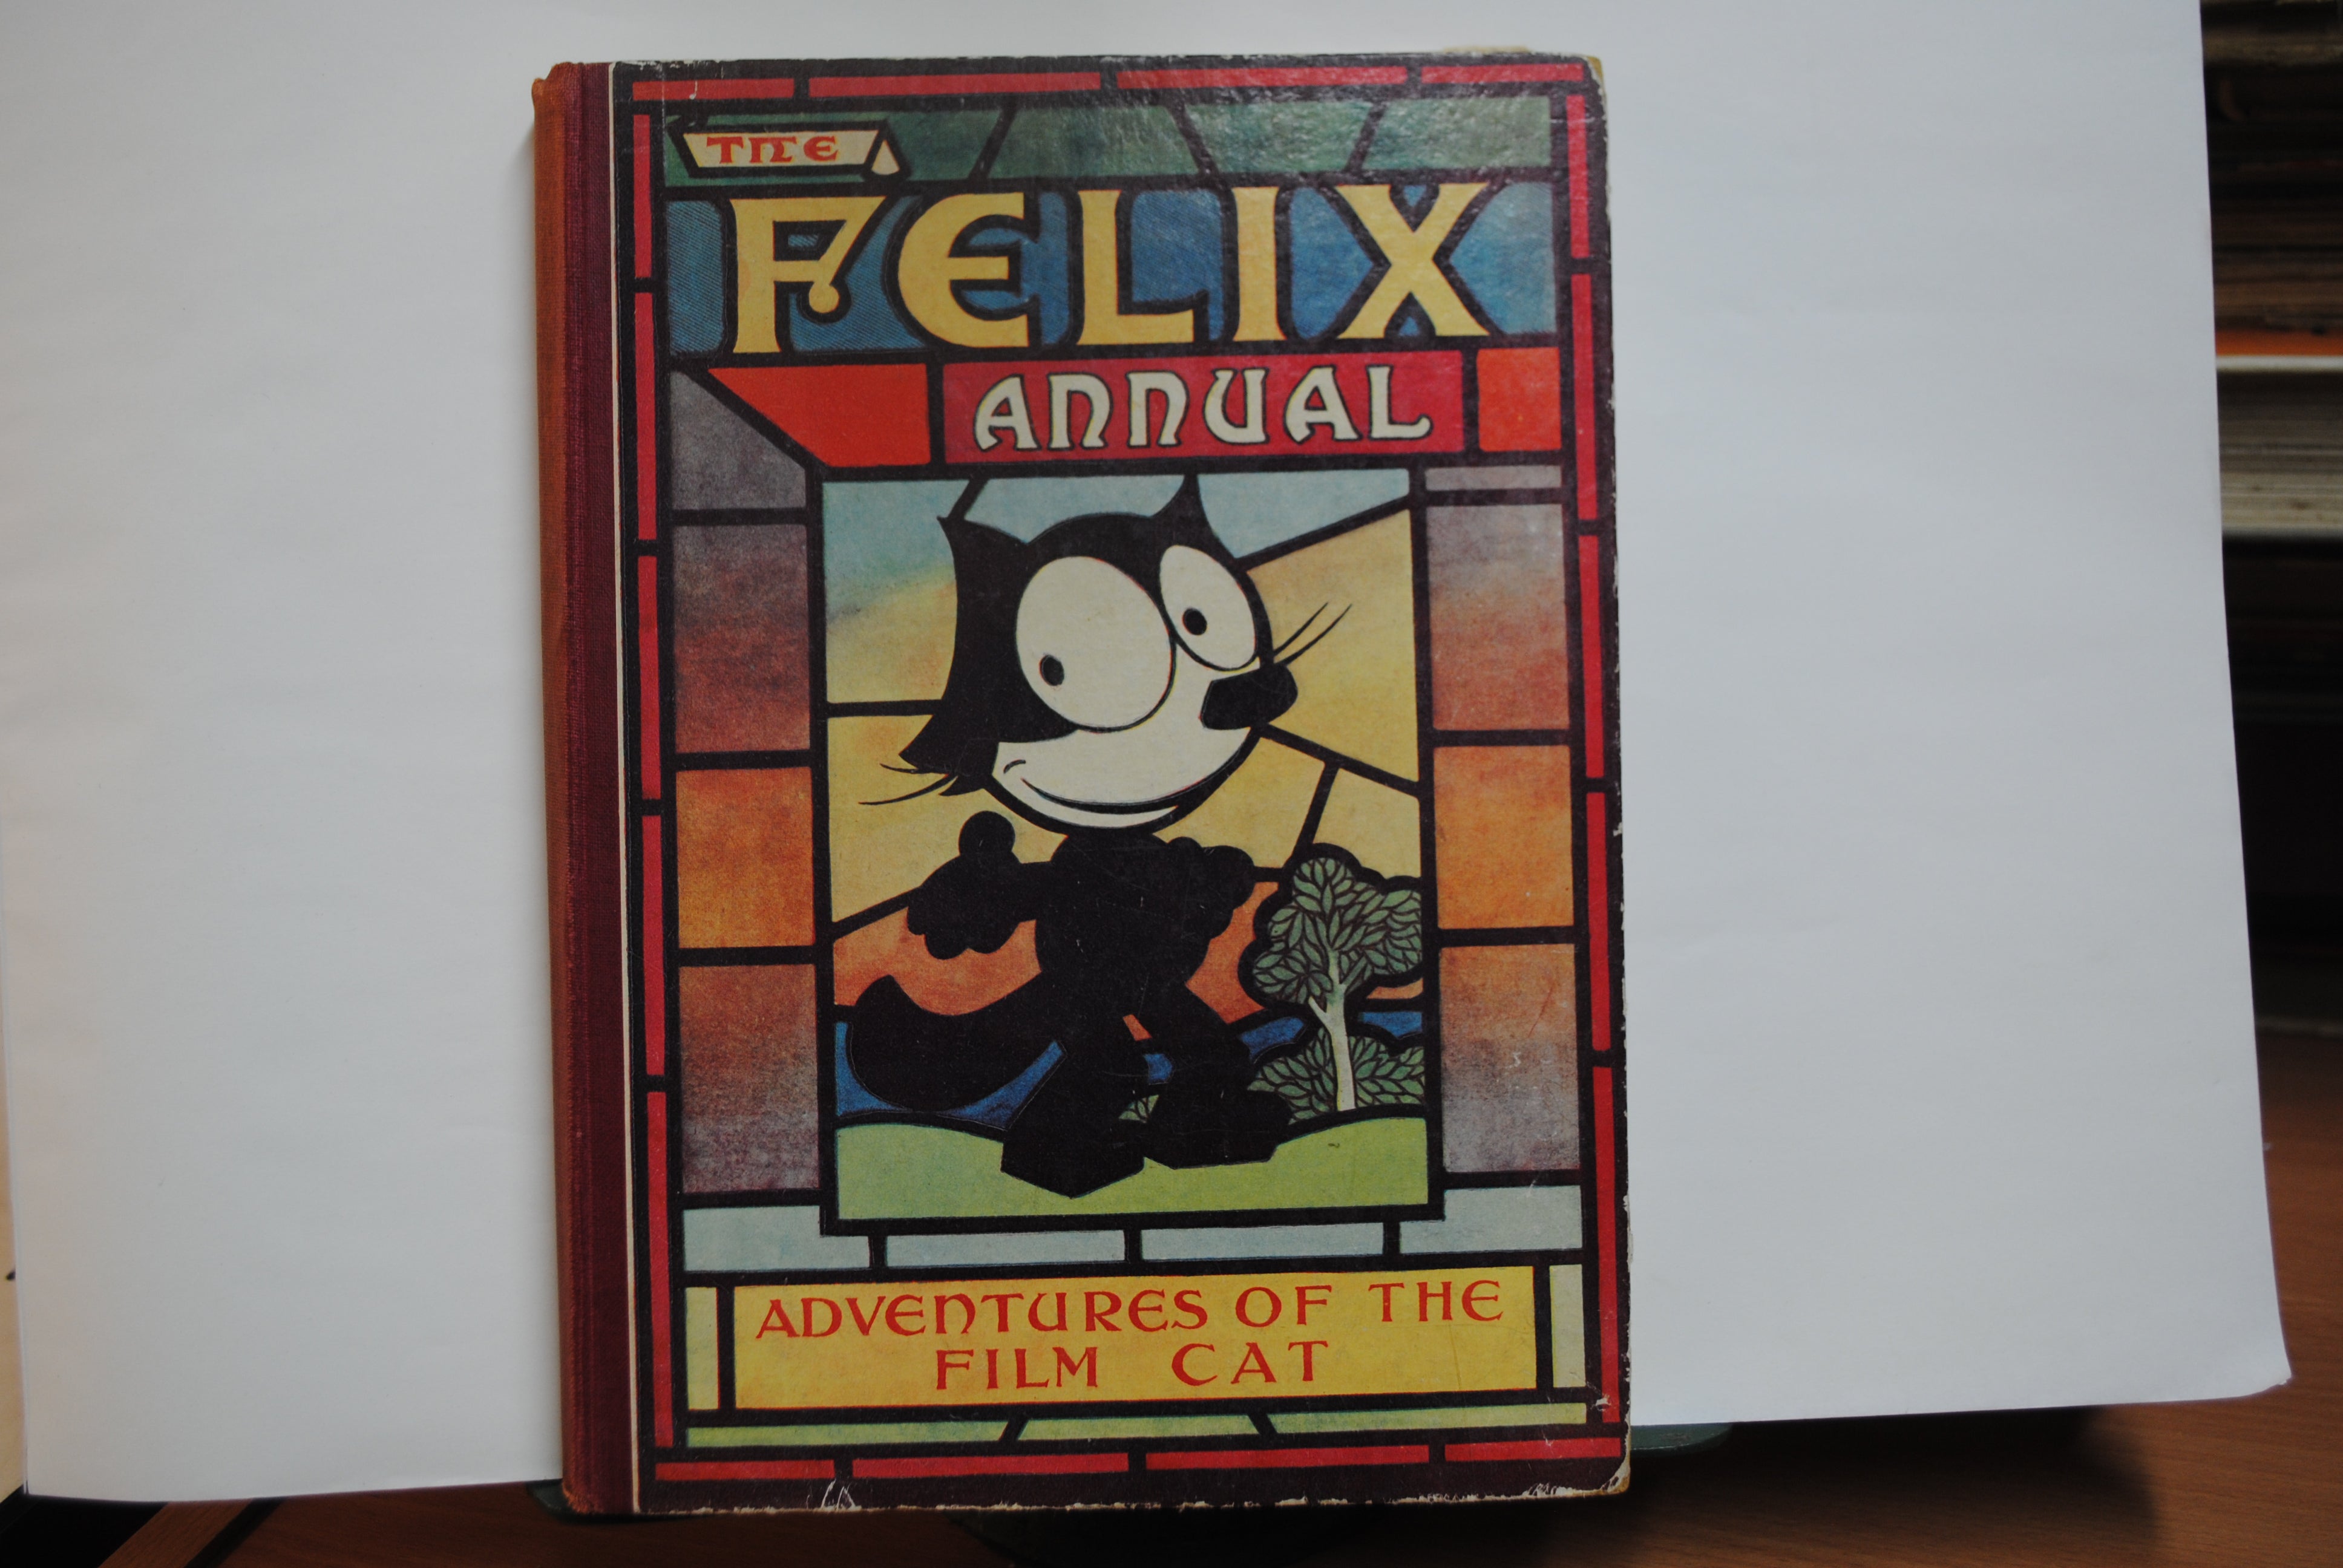 THE
FELIX
ANNUAL
ADVENTURES OF THE
FILM CAT